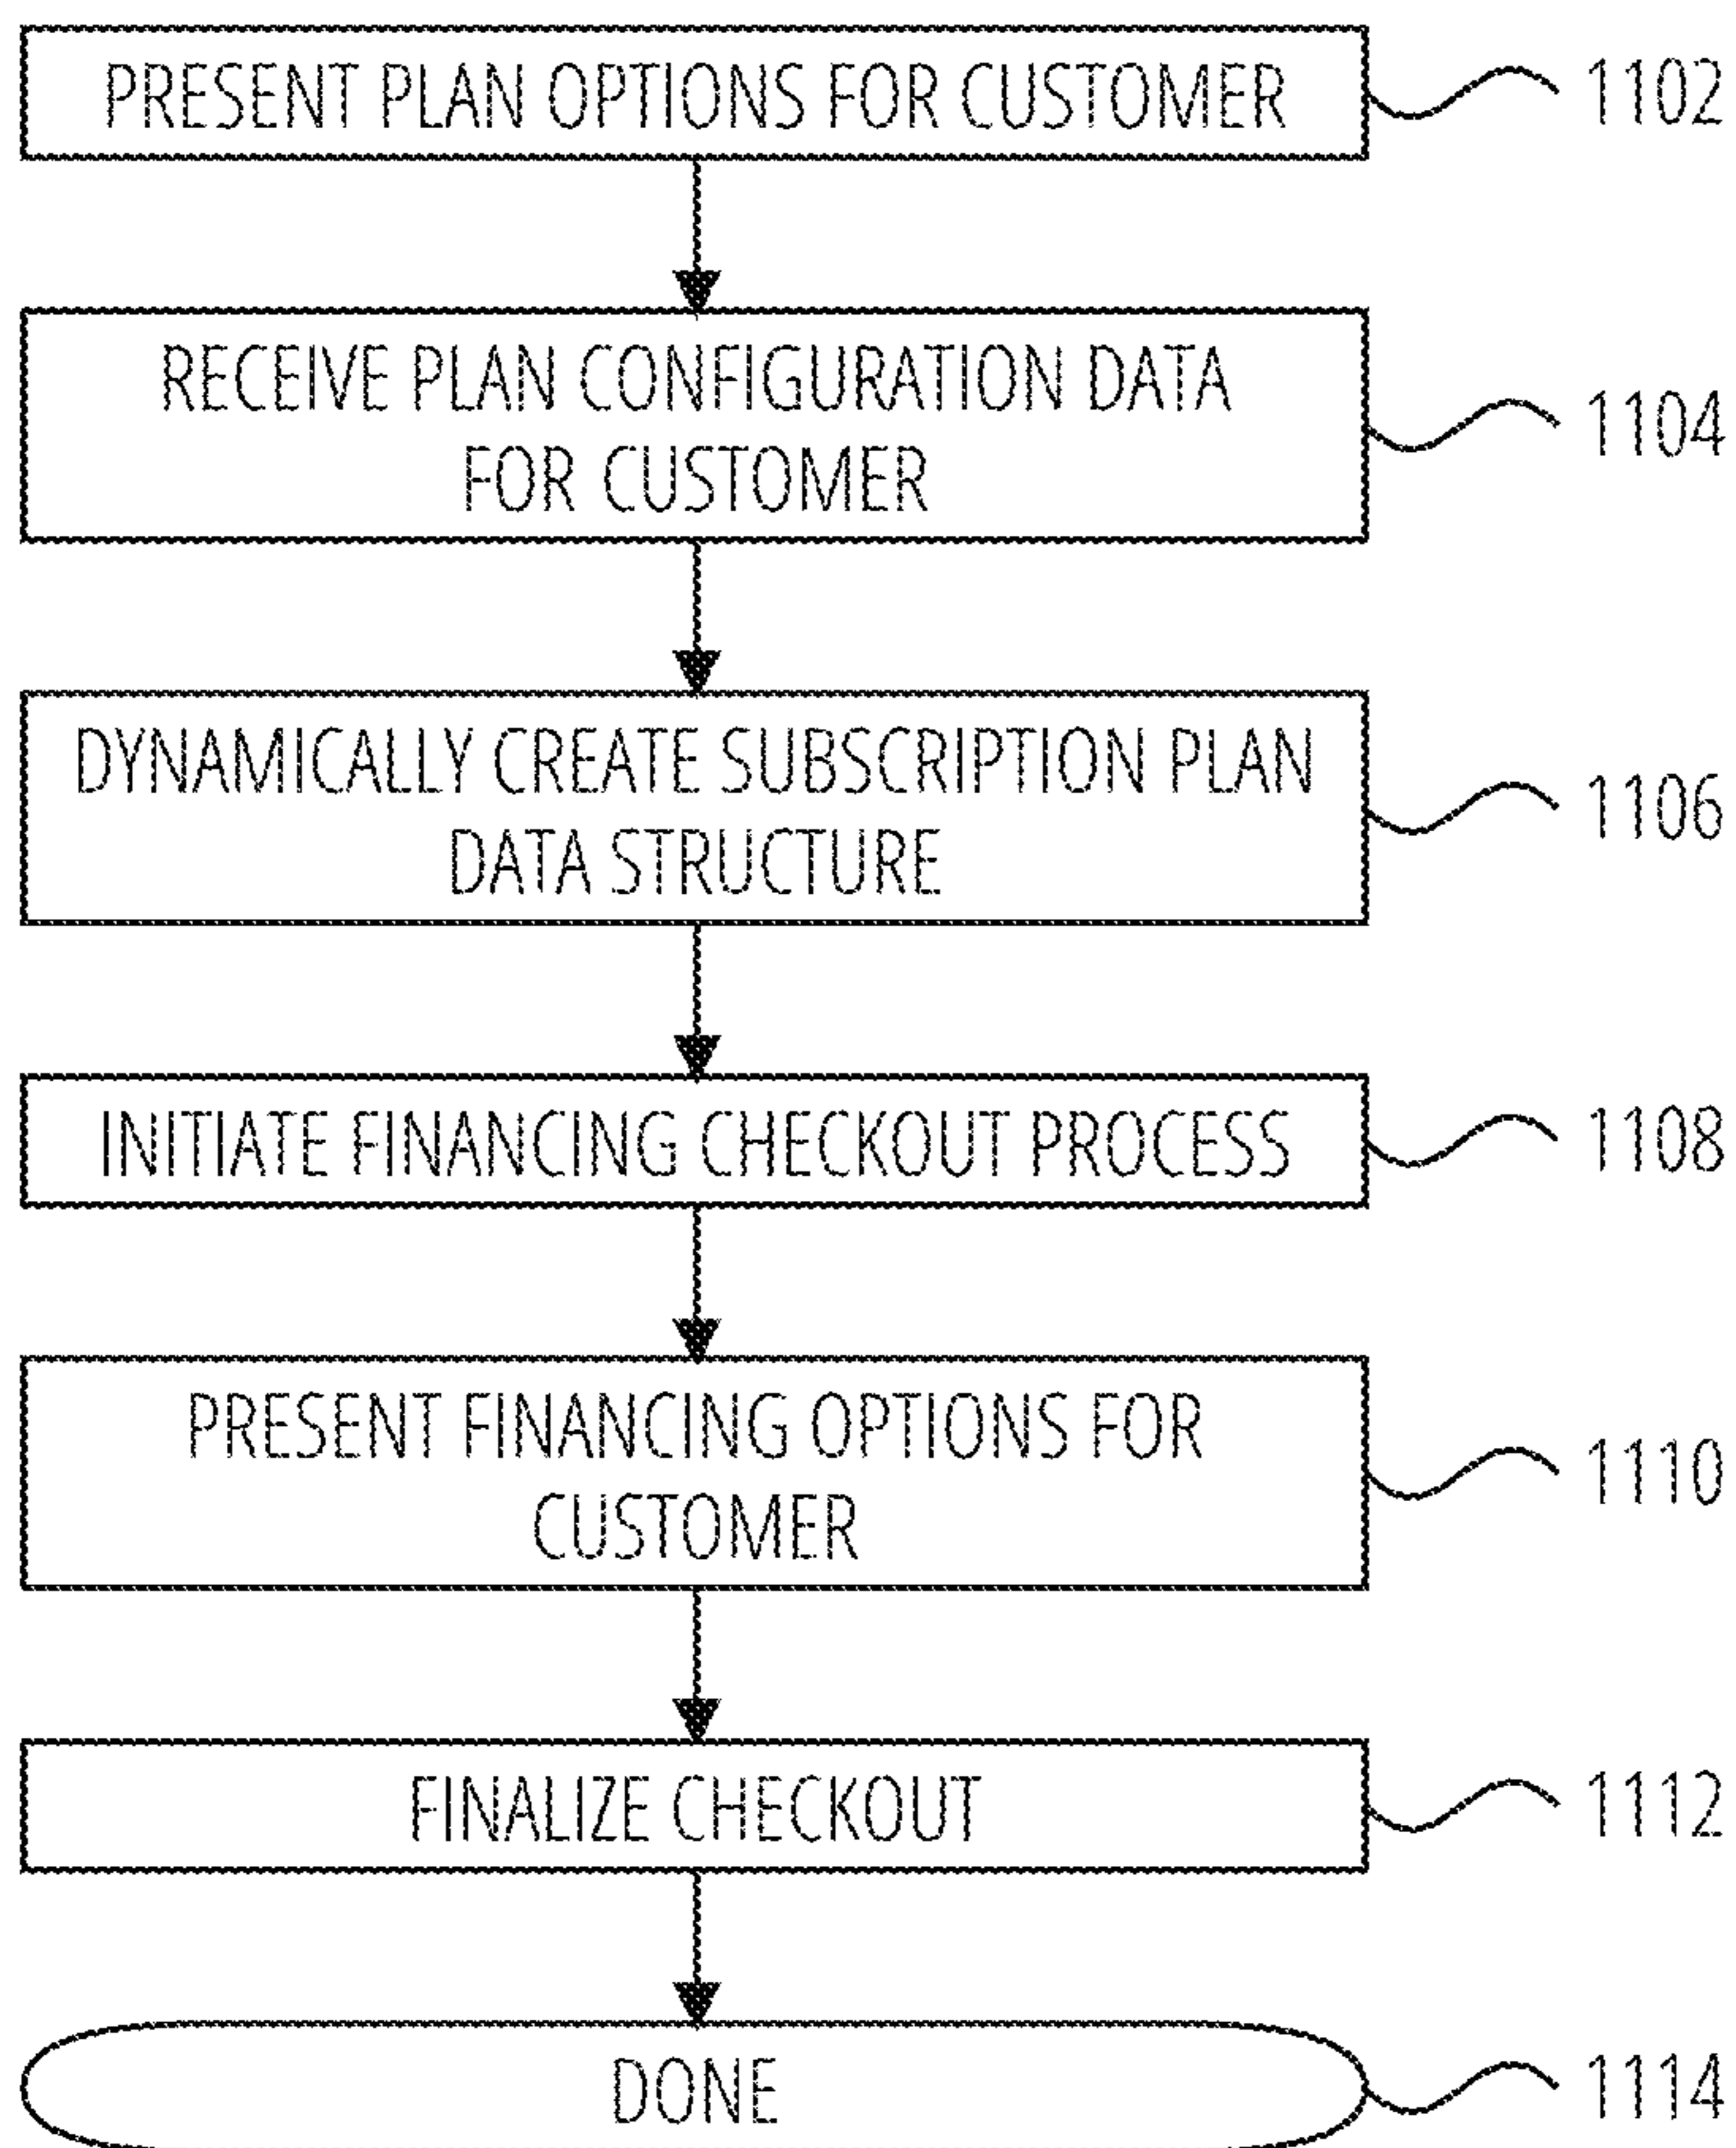 PRESENT PLAN OPTIONS FOR CUSTOMER
1102
RECEIVE PLAN CONFIGURATION DATA
FOR CUSTOMER
1104
DYNAMICALLY CREATE SUBSCRIPTION PLAN
DATA STRUCTURE
1106
INITIATE FINANCING CHECKOUT PROCESS
1108
PRESENT FINANCING OPTIONS FOR
CUSTOMER
1110
FINALIZE CHECKOUT
1112
DONE
1114